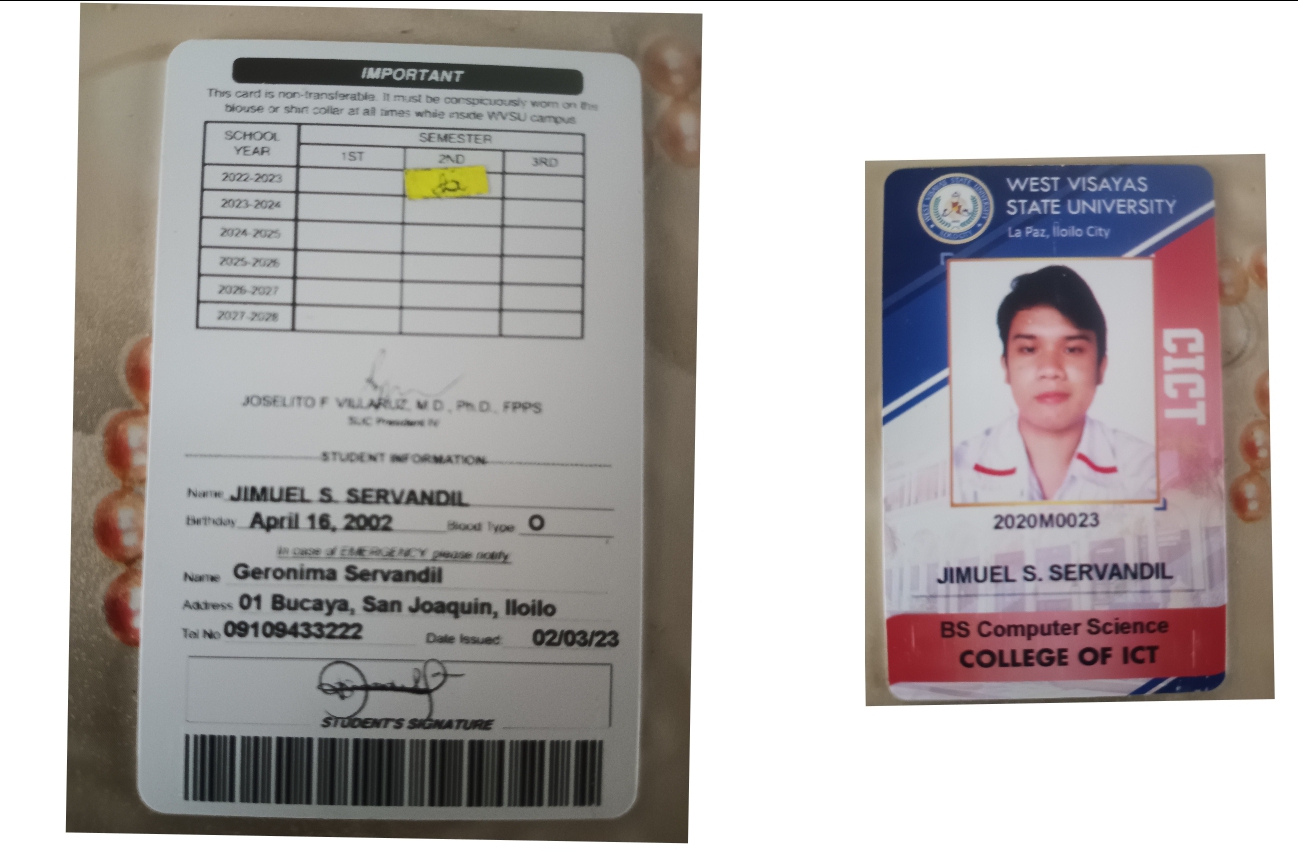 IMPORTANT
This card is non-transferable. It must be conspicuously worn on the
blouse or shirt collar at all times while inside WVSU campus
SCHOOL YEAR
SEMESTER
1ST 2ND 3RD
2022-2023
2023-2024
2024-2025
2025-2026
2026-2027
2027-2028
JOSELITO F VILLARUZ, M.D., Ph.D., FPPS
SUC President IV
STUDENT INFORMATION
Name JIMUEL S. SERVANDIL
Birthday April 16, 2002 Blood Type O
In case of EMERGENCY please notify
Name Geronima Servandil
Address 01 Bucaya, San Joaquin, Iloilo
Tel No 09109433222 Date Issued: 02/03/23
STUDENT'S SIGNATURE
WEST VISAYAS
STATE UNIVERSITY
La Paz, Iloilo City
CICT
2020M0023
JIMUEL S. SERVANDIL
BS Computer Science
COLLEGE OF ICT